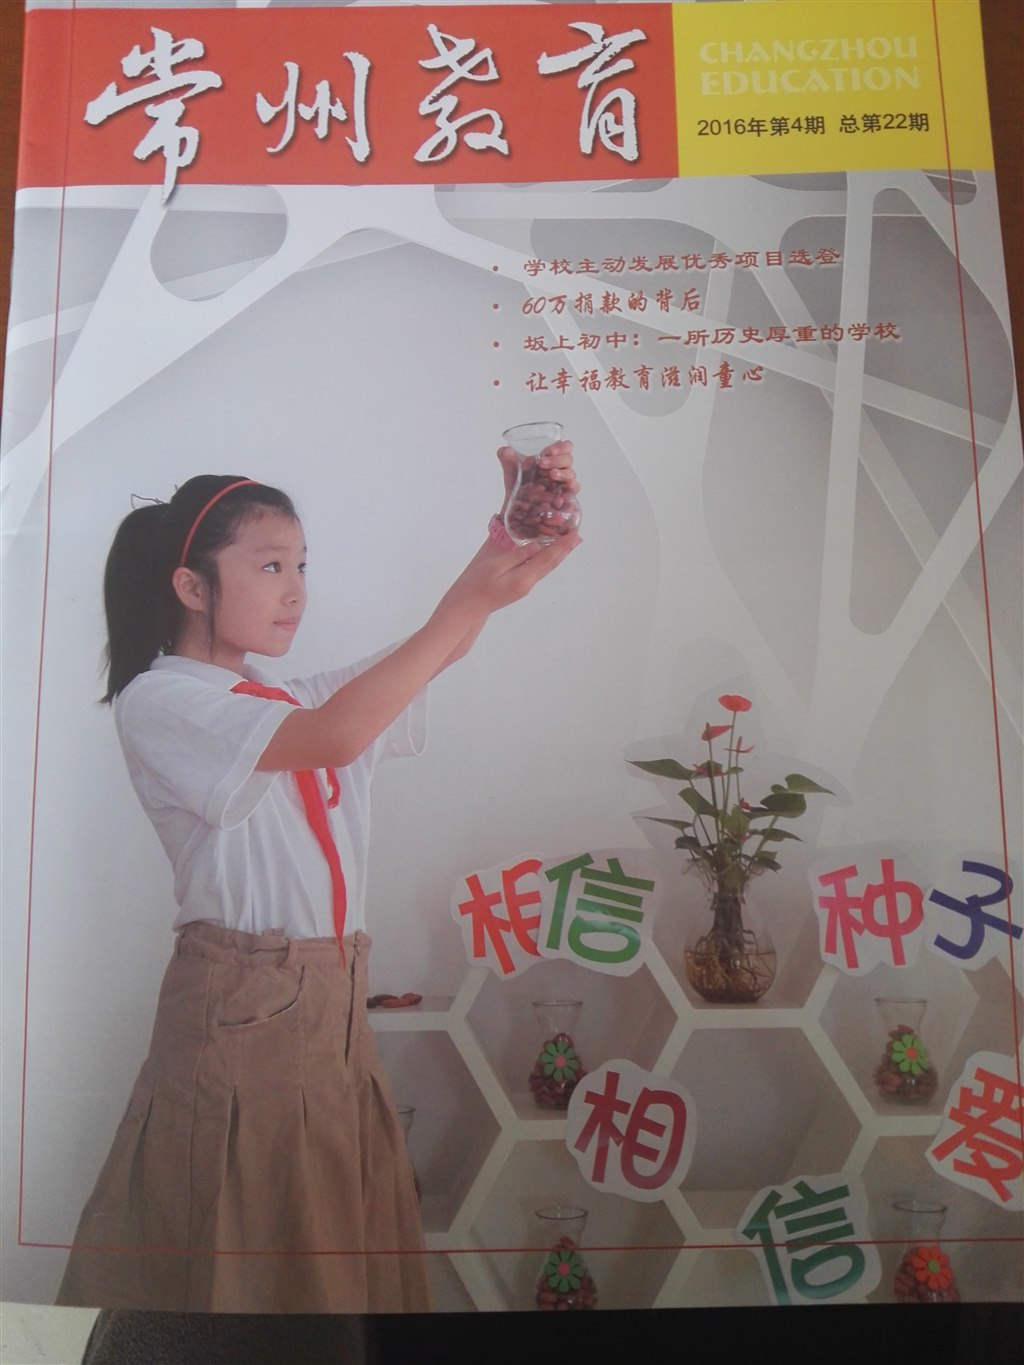 常州教育
CHANGZHOU
EDUCATION
2016年第4期 总第22期
· 学校主动发展优秀项目选登
· 60万捐款的背后
· 坂上初中：一所历史厚重的学校
· 让幸福教育滋润童心
相信 种子
相
信
爱